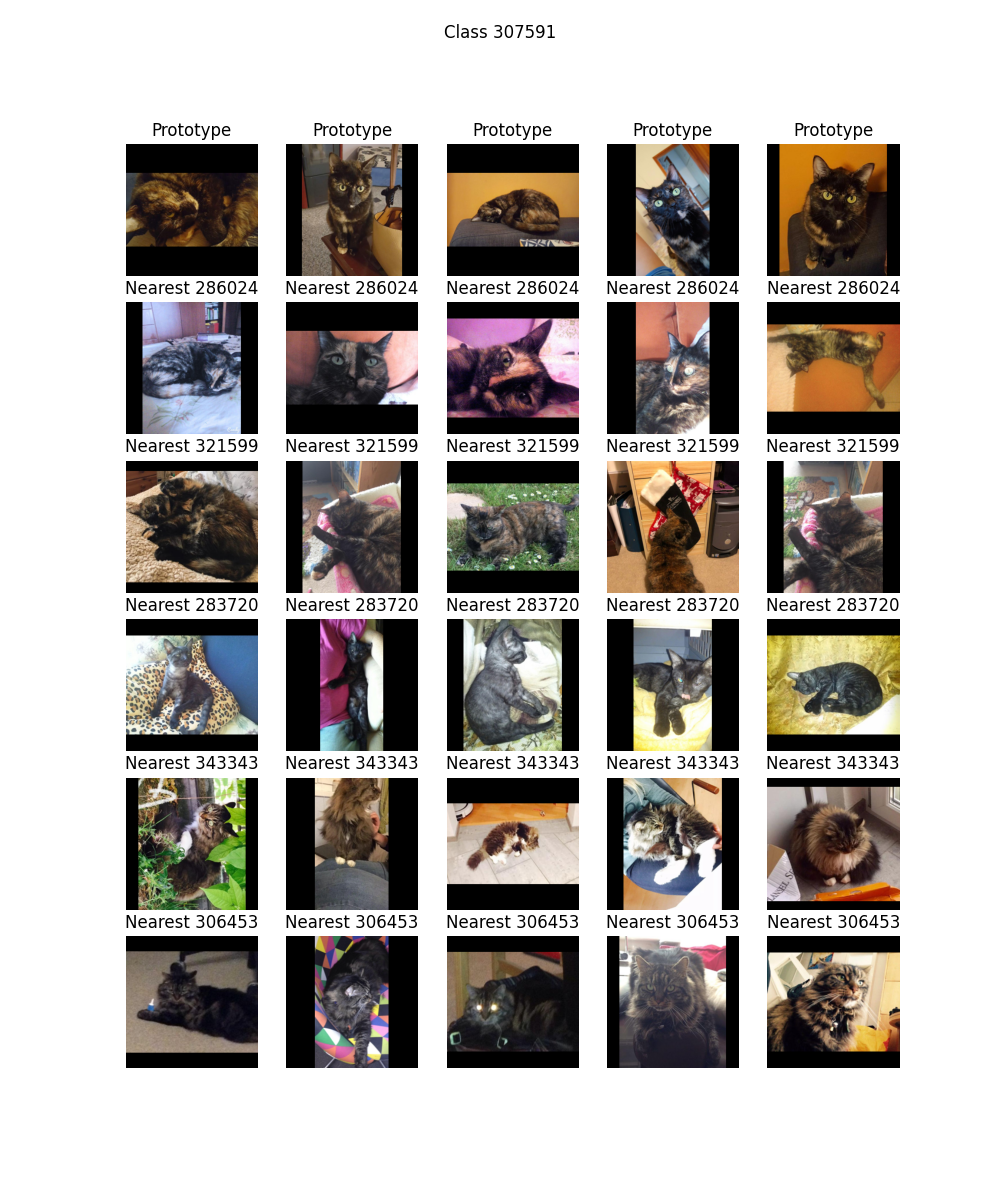 Class 307591
Prototype Prototype Prototype Prototype Prototype
Nearest 286024 Nearest 286024 Nearest 286024 Nearest 286024 Nearest 286024
Nearest 321599 Nearest 321599 Nearest 321599 Nearest 321599 Nearest 321599
Nearest 283720 Nearest 283720 Nearest 283720 Nearest 283720 Nearest 283720
Nearest 343343 Nearest 343343 Nearest 343343 Nearest 343343 Nearest 343343
Nearest 306453 Nearest 306453 Nearest 306453 Nearest 306453 Nearest 306453